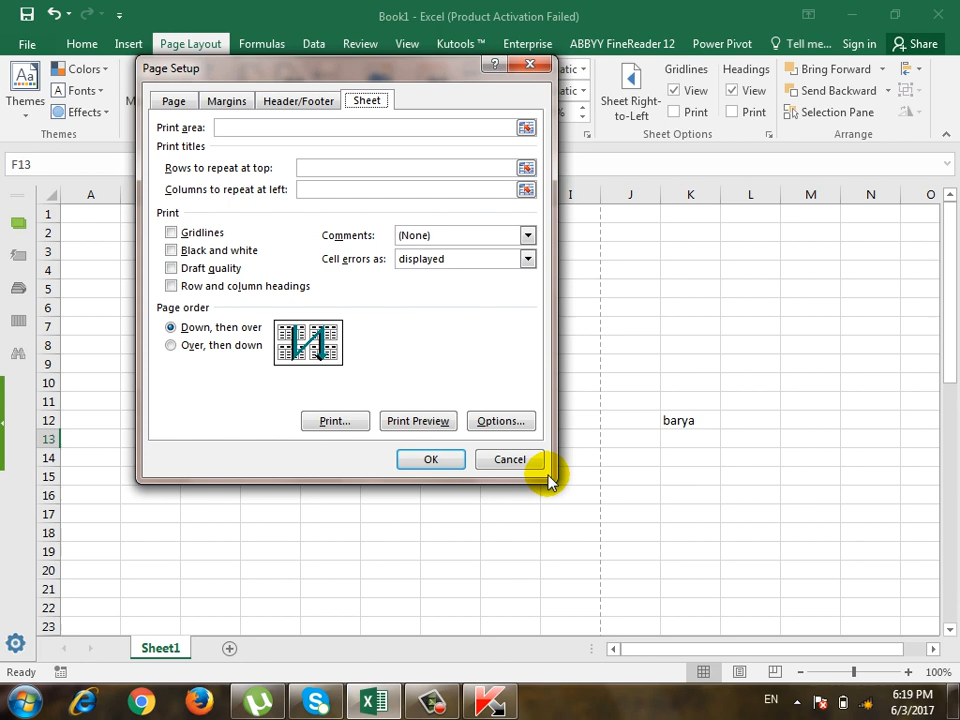 Book1 - Excel (Product Activation Failed)
File Home Insert Page Layout Formulas Data Review View Kutools ™ Enterprise ABBYY FineReader 12 Power Pivot Tell me... Sign in Share
Aa
Themes
Colors
Fonts
Effects
Themes
Sheet Right-to-Left
Gridlines
View
Print
Headings
View
Print
Sheet Options
Bring Forward
Send Backward
Selection Pane
Arrange
F13
Page Setup
Page Margins Header/Footer Sheet
Print area:
Print titles
Rows to repeat at top:
Columns to repeat at left:
Print
Gridlines
Black and white
Draft quality
Row and column headings
Comments: (None)
Cell errors as: displayed
Page order
Down, then over
Over, then down
Print... Print Preview Options...
OK Cancel
A I J K L M N O
1
2
3
4
5
6
7
8
9
10
11
12 barya
13
14
15
16
17
18
19
20
21
22
23
Sheet1
Ready 100%
EN 6:19 PM
6/3/2017